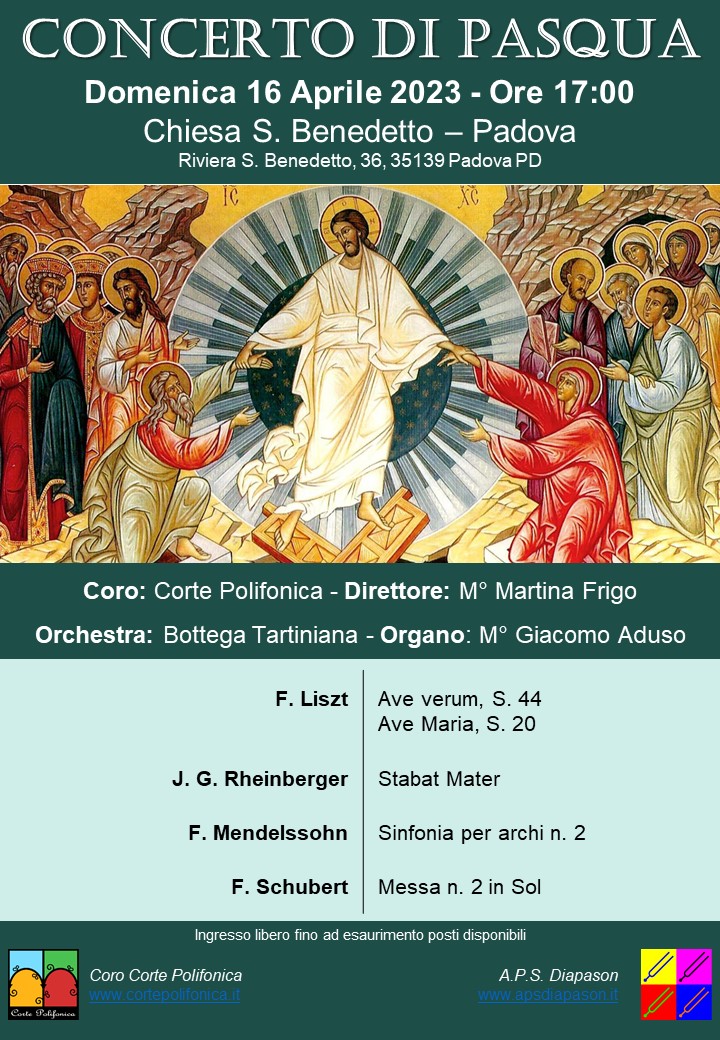 CONCERTO DI PASQUA
Domenica 16 Aprile 2023 - Ore 17:00
Chiesa S. Benedetto – Padova
Riviera S. Benedetto, 36, 35139 Padova PD
IC XC
Coro: Corte Polifonica - Direttore: M° Martina Frigo
Orchestra: Bottega Tartiniana - Organo: M° Giacomo Aduso
F. Liszt Ave verum, S. 44
Ave Maria, S. 20
J. G. Rheinberger Stabat Mater
F. Mendelssohn Sinfonia per archi n. 2
F. Schubert Messa n. 2 in Sol
Ingresso libero fino ad esaurimento posti disponibili
Coro Corte Polifonica
www.cortepolifonica.it
Corte Polifonica
A.P.S. Diapason
www.apsdiapason.it